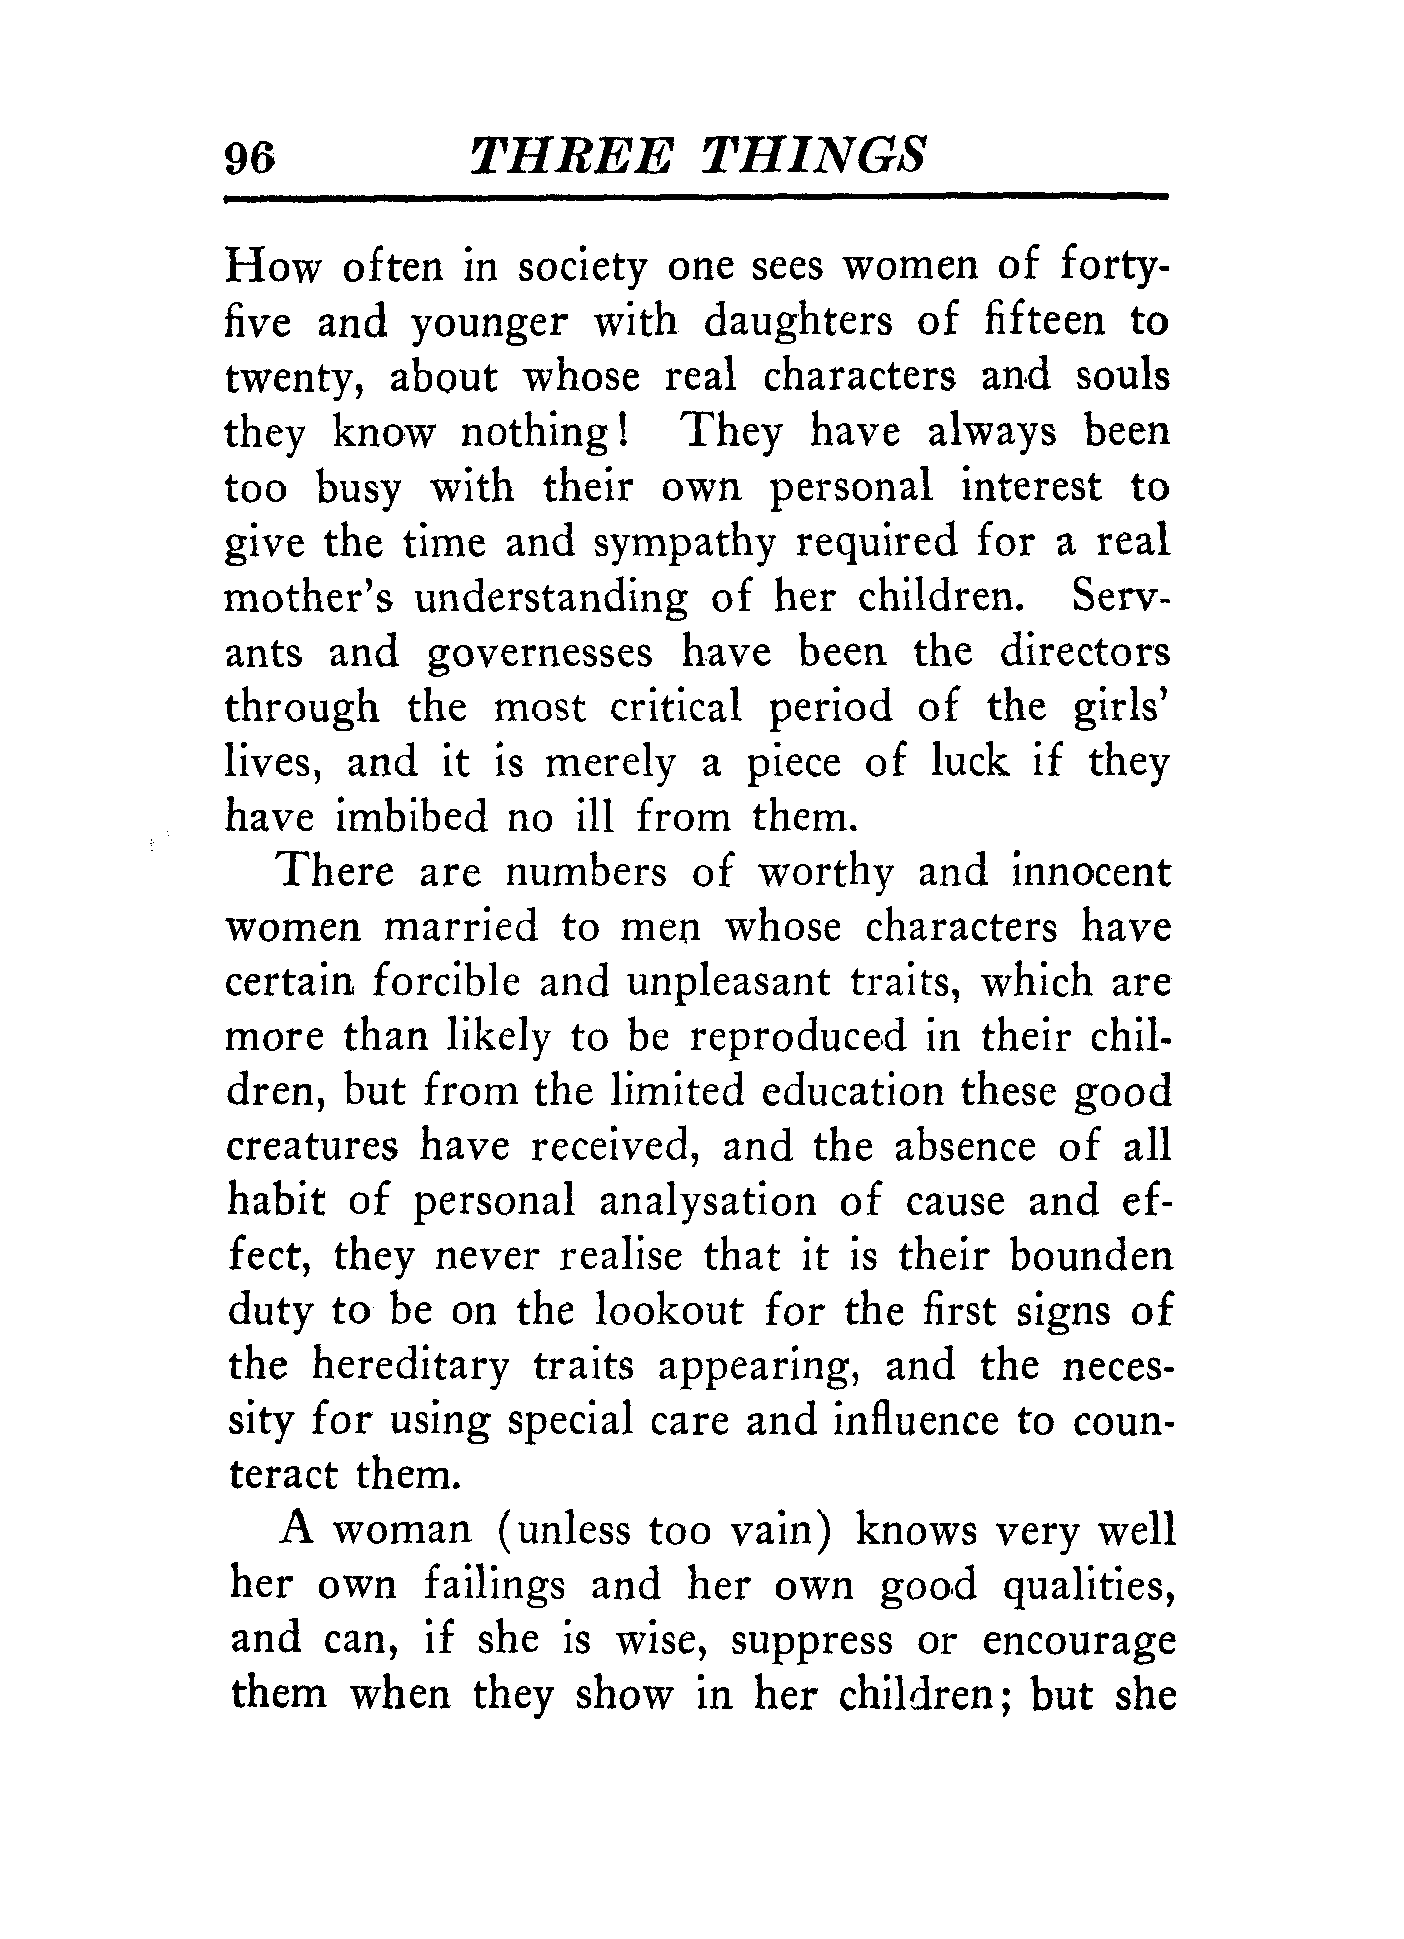 96 THREE THINGS
How often in society one sees women of forty-
five and younger with daughters of fifteen to
twenty, about whose real characters and souls
they know nothing! They have always been
too busy with their own personal interest to
give the time and sympathy required for a real
mother's understanding of her children. Serv-
ants and governesses have been the directors
through the most critical period of the girls'
lives, and it is merely a piece of luck if they
have imbibed no ill from them.
There are numbers of worthy and innocent
women married to men whose characters have
certain forcible and unpleasant traits, which are
more than likely to be reproduced in their chil-
dren, but from the limited education these good
creatures have received, and the absence of all
habit of personal analysation of cause and ef-
fect, they never realise that it is their bounden
duty to be on the lookout for the first signs of
the hereditary traits appearing, and the neces-
sity for using special care and influence to coun-
teract them.
A woman (unless too vain) knows very well
her own failings and her own good qualities,
and can, if she is wise, suppress or encourage
them when they show in her children; but she